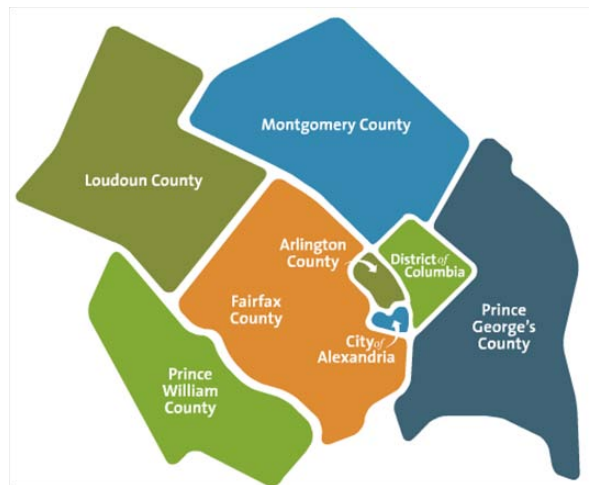 Montgomery County
Loudoun County
Arlington
County
District of
Columbia
Fairfax
County
Prince
George's
County
City of
Alexandria
Prince
William
County